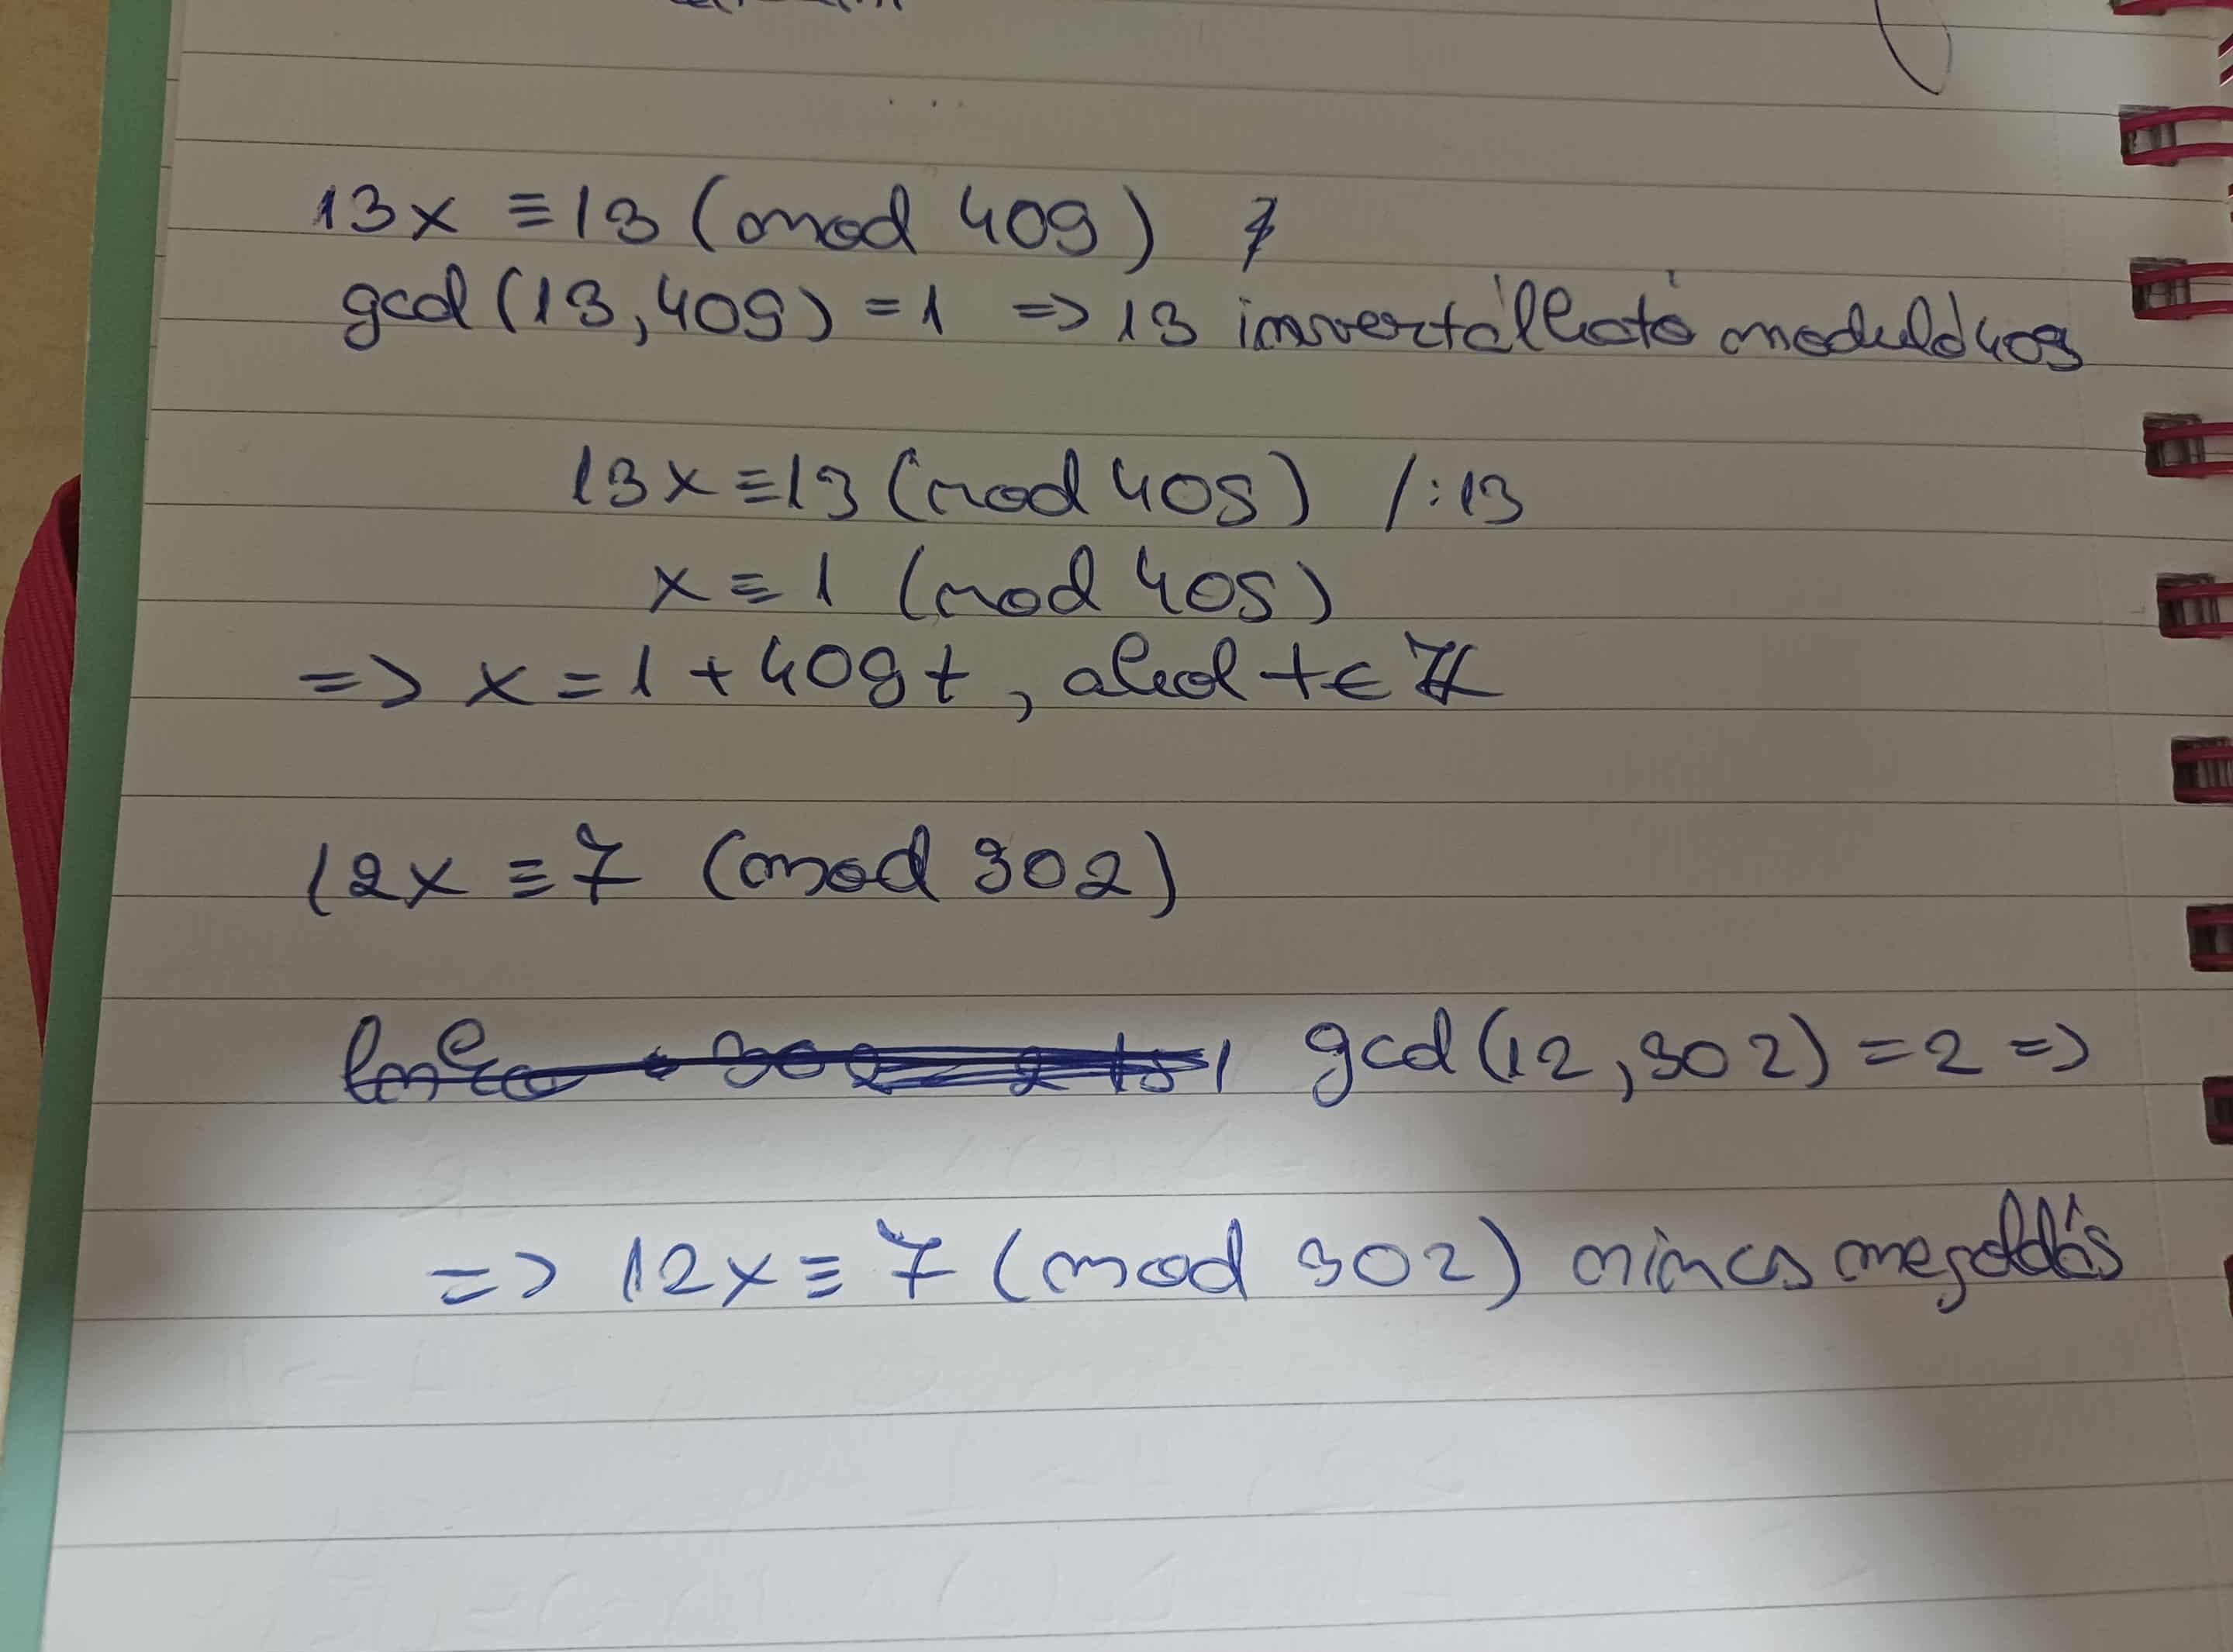 13x ≡ 13 (mod 409)
gcd (13, 409) = 1 => 13 invertálható moduló 409
13x ≡ 13 (mod 409) /:13
x ≡ 1 (mod 409)
=> x = 1 + 409t, ahol t ∈ ℤ
12x ≡ 7 (mod 302)
gcd (12, 302) = 2 =>
=> 12x ≡ 7 (mod 302) nincs megoldás